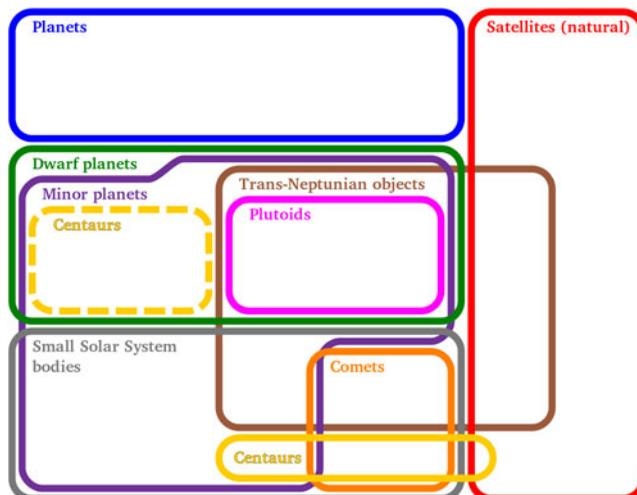 Planets
Satellites (natural)
Dwarf planets
Minor planets
Trans-Neptunian objects
Centaurs
Plutoids
Small Solar System
bodies
Comets
Centaurs